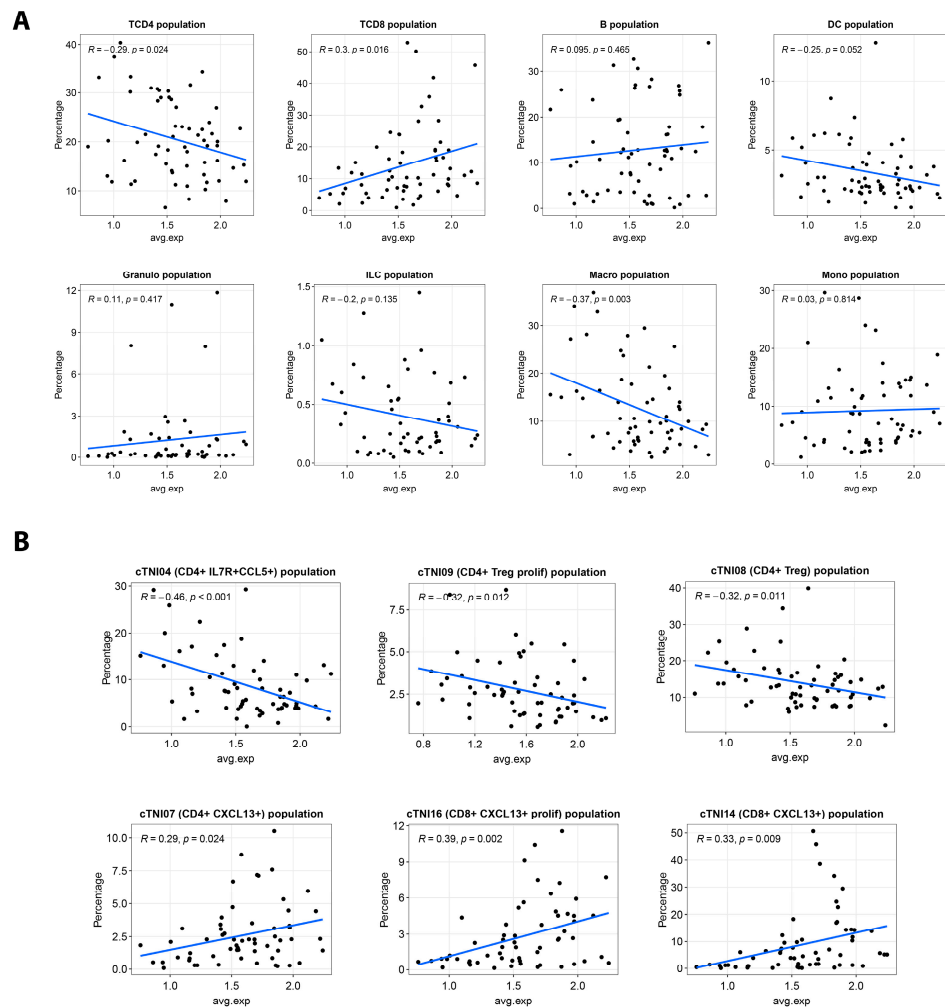 A
TCD4 population
TCD8 population
B population
DC population
R = −0.29, p = 0.024
R = 0.3, p = 0.016
R = 0.095, p = 0.465
R = −0.25, p = 0.052
Percentage
Percentage
Percentage
Percentage
40
30
20
10
50
40
30
20
10
0
30
20
10
0
10
5
1.0
1.5
2.0
1.0
1.5
2.0
1.0
1.5
2.0
1.0
1.5
2.0
avg.exp
avg.exp
avg.exp
avg.exp
Granulo population
ILC population
Macro population
Mono population
R = 0.11, p = 0.417
R = −0.2, p = 0.135
R = −0.37, p = 0.003
R = 0.03, p = 0.814
Percentage
Percentage
Percentage
Percentage
12
9
6
3
0
1.5
1.0
0.5
0.0
30
20
10
30
20
10
0
1.0
1.5
2.0
1.0
1.5
2.0
1.0
1.5
2.0
1.0
1.5
2.0
avg.exp
avg.exp
avg.exp
avg.exp
B
cTNI04 (CD4+ IL7R+CCL5+) population
cTNI09 (CD4+ Treg prolif) population
cTNI08 (CD4+ Treg) population
R = −0.46, p < 0.001
R = −0.32, p = 0.012
R = −0.32, p = 0.011
Percentage
Percentage
Percentage
30
20
10
0
7.5
5.0
2.5
0.0
40
30
20
10
0
1.0
1.5
2.0
0.8
1.2
1.6
2.0
1.0
1.5
2.0
avg.exp
avg.exp
avg.exp
cTNI07 (CD4+ CXCL13+) population
cTNI16 (CD8+ CXCL13+ prolif) population
cTNI14 (CD8+ CXCL13+) population
R = 0.29, p = 0.024
R = 0.39, p = 0.002
R = 0.33, p = 0.009
Percentage
Percentage
Percentage
10.0
7.5
5.0
2.5
0.0
12
9
6
3
0
50
40
30
20
10
0
1.0
1.5
2.0
1.0
1.5
2.0
1.0
1.5
2.0
avg.exp
avg.exp
avg.exp